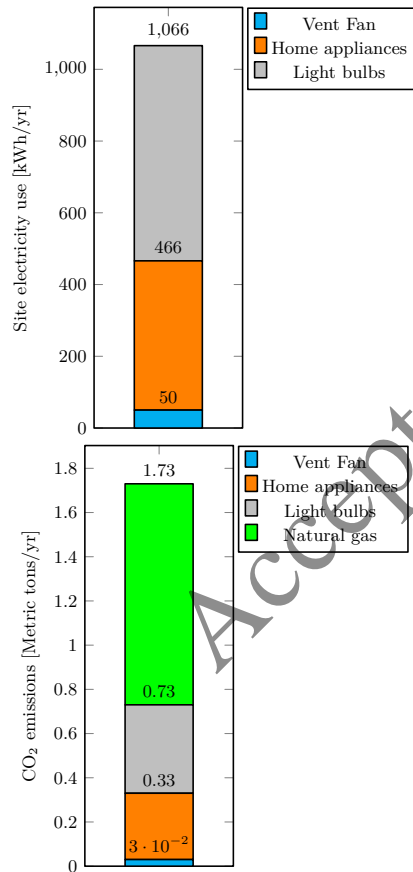 1,066
Vent Fan
Home appliances
Light bulbs
Site electricity use [kWh/yr]
1,000
800
600
466
400
200
50
0
1.73
Vent Fan
Home appliances
Light bulbs
Natural gas
CO₂ emissions [Metric tons/yr]
1.8
1.6
1.4
1.2
1
0.8
0.73
0.6
0.4
0.33
0.2
3 · 10⁻²
0
Accept